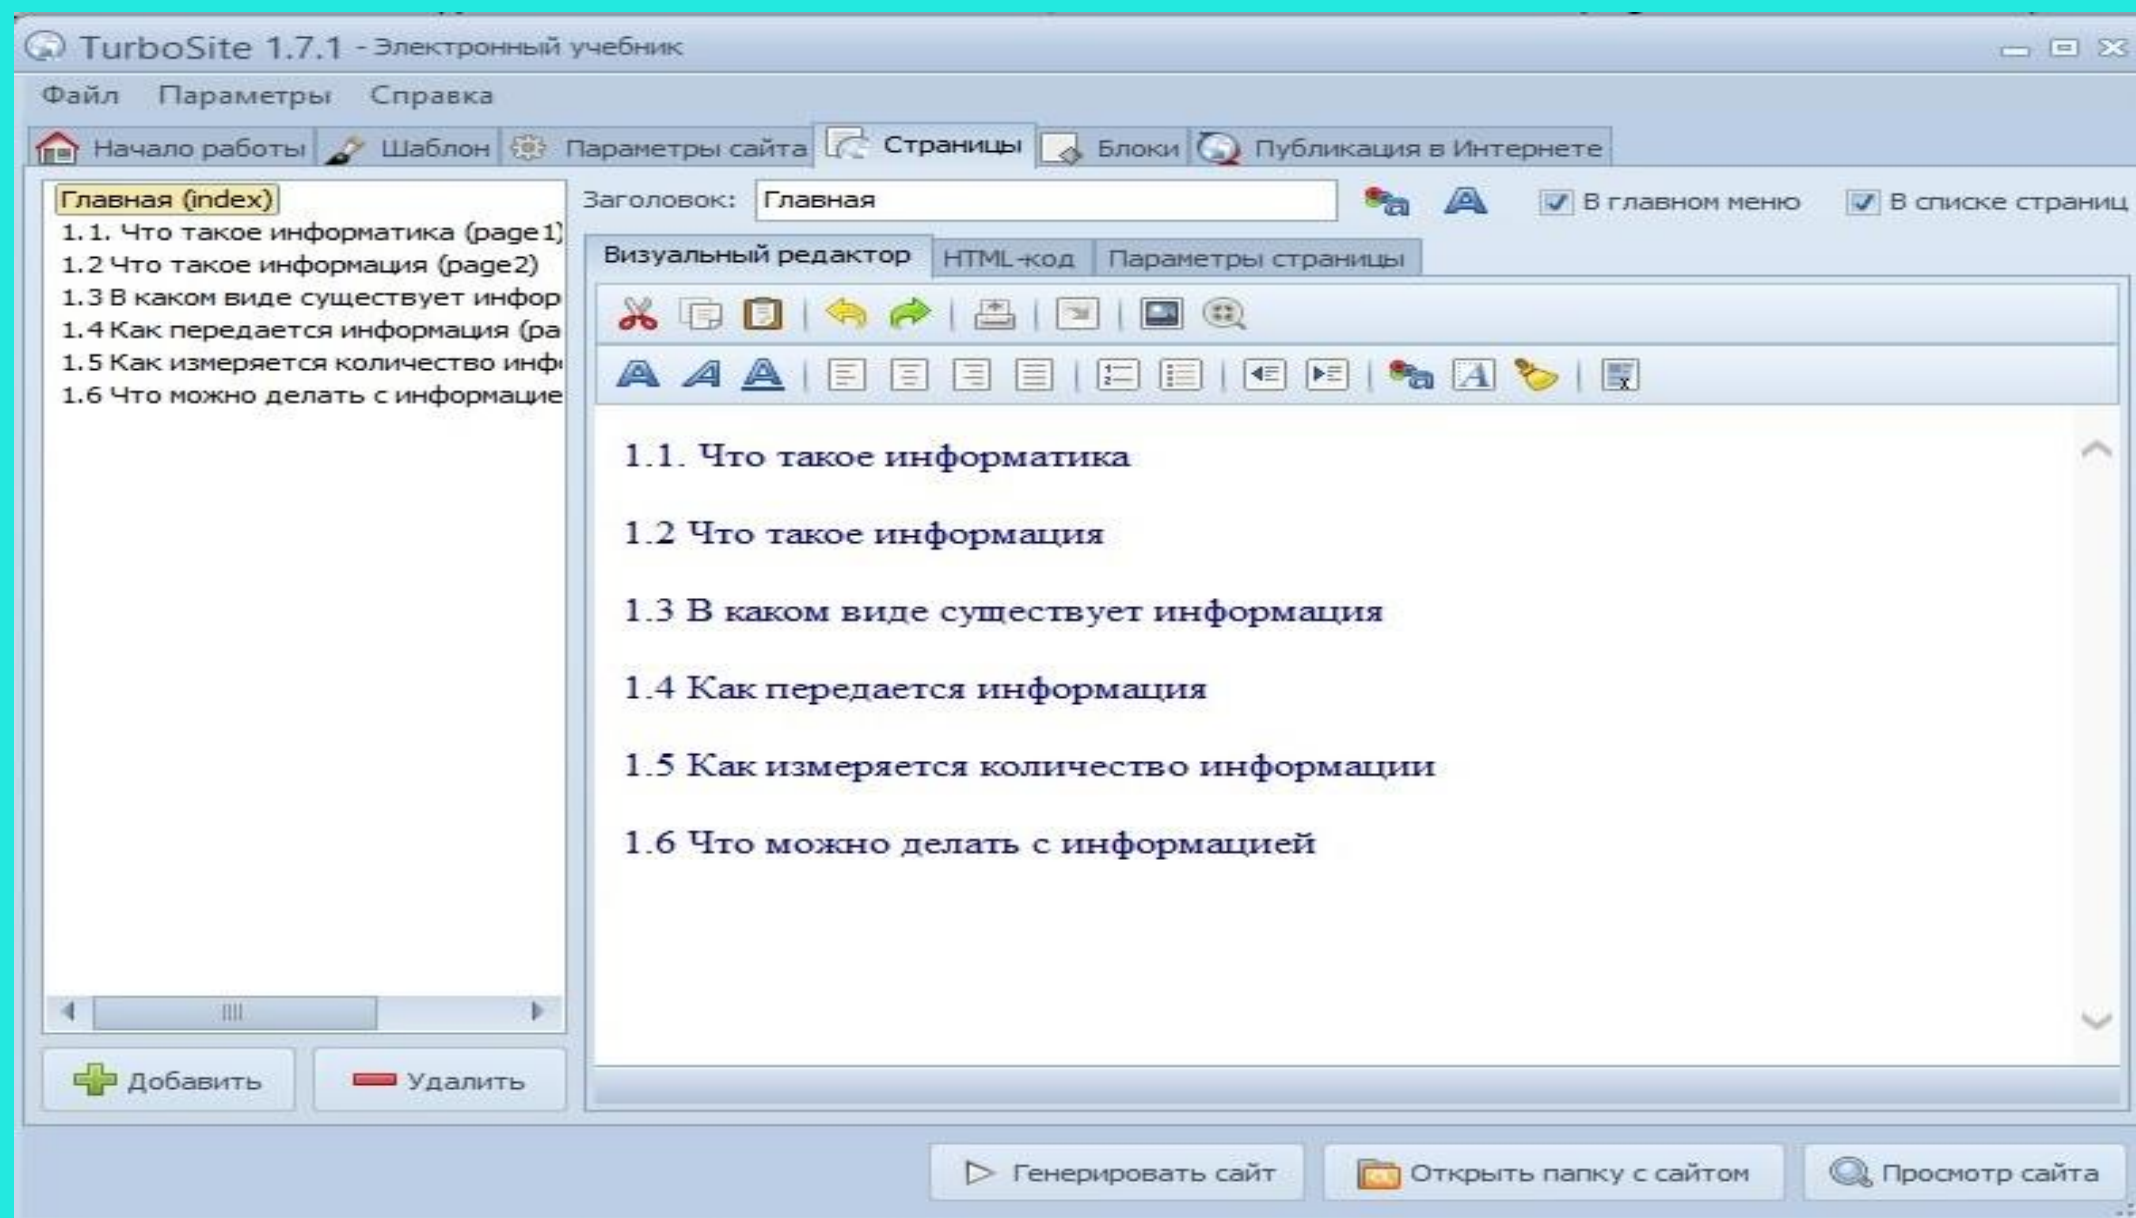 TurboSite 1.7.1 - Электронный учебник
Файл Параметры Справка
Начало работы Шаблон Параметры сайта Страницы Блоки Публикация в Интернете
Главная (index)
1.1. Что такое информатика (page1)
1.2 Что такое информация (page2)
1.3 В каком виде существует инфор
1.4 Как передается информация (pa
1.5 Как измеряется количество инф
1.6 Что можно делать с информацие
Добавить Удалить
Заголовок: Главная В главном меню В списке страниц
Визуальный редактор HTML-код Параметры страницы
1.1. Что такое информатика
1.2 Что такое информация
1.3 В каком виде существует информация
1.4 Как передается информация
1.5 Как измеряется количество информации
1.6 Что можно делать с информацией
Генерировать сайт Открыть папку с сайтом Просмотр сайта